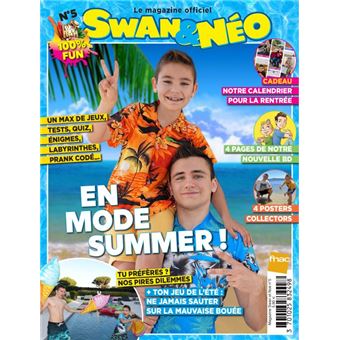 Le magazine officiel
N°5
SWAN&NÉO
100%
FUN
CADEAU
NOTRE CALENDRIER
POUR LA RENTRÉE
UN MAX DE JEUX,
TESTS, QUIZ,
ÉNIGMES,
LABYRINTHES,
PRANK CODÉ...
4 PAGES DE NOTRE
NOUVELLE BD
4 POSTERS
COLLECTORS
EN
MODE
SUMMER !
fnac
TU PRÉFÈRES ?
NOS PIRES DILEMMES
+ TON JEU DE L'ÉTÉ :
NE JAMAIS SAUTER
SUR LA MAUVAISE BOUÉE